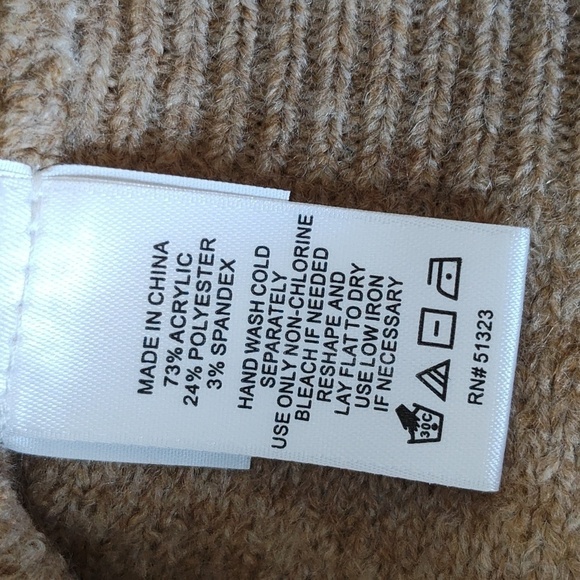 MADE IN CHINA
73% ACRYLIC
24% POLYESTER
3% SPANDEX
HAND WASH COLD
SEPARATELY
USE ONLY NON-CHLORINE
BLEACH IF NEEDED
RESHAPE AND
LAY FLAT TO DRY
USE LOW IRON
IF NECESSARY
30C
RN# 51323